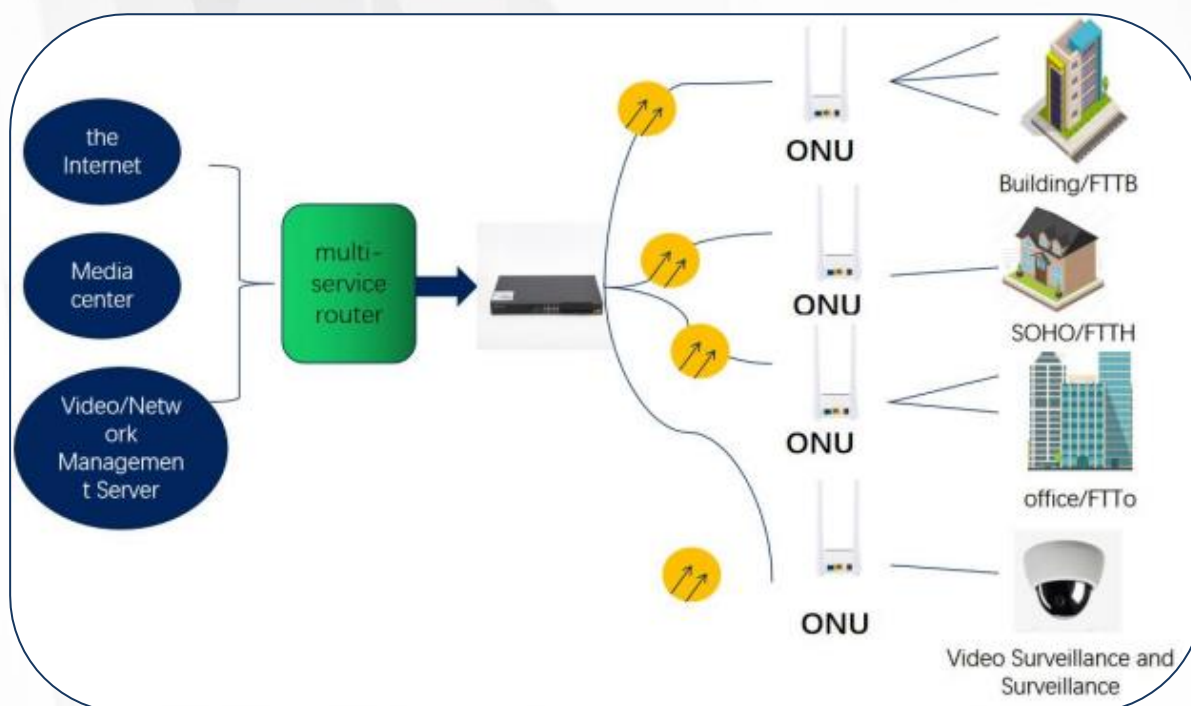 the
Internet
Media
center
Video/Netw
ork
Managemen
t Server
multi-
service
router
ONU
Building/FTTB
ONU
SOHO/FTTH
ONU
office/FTTo
ONU
Video Surveillance and
Surveillance